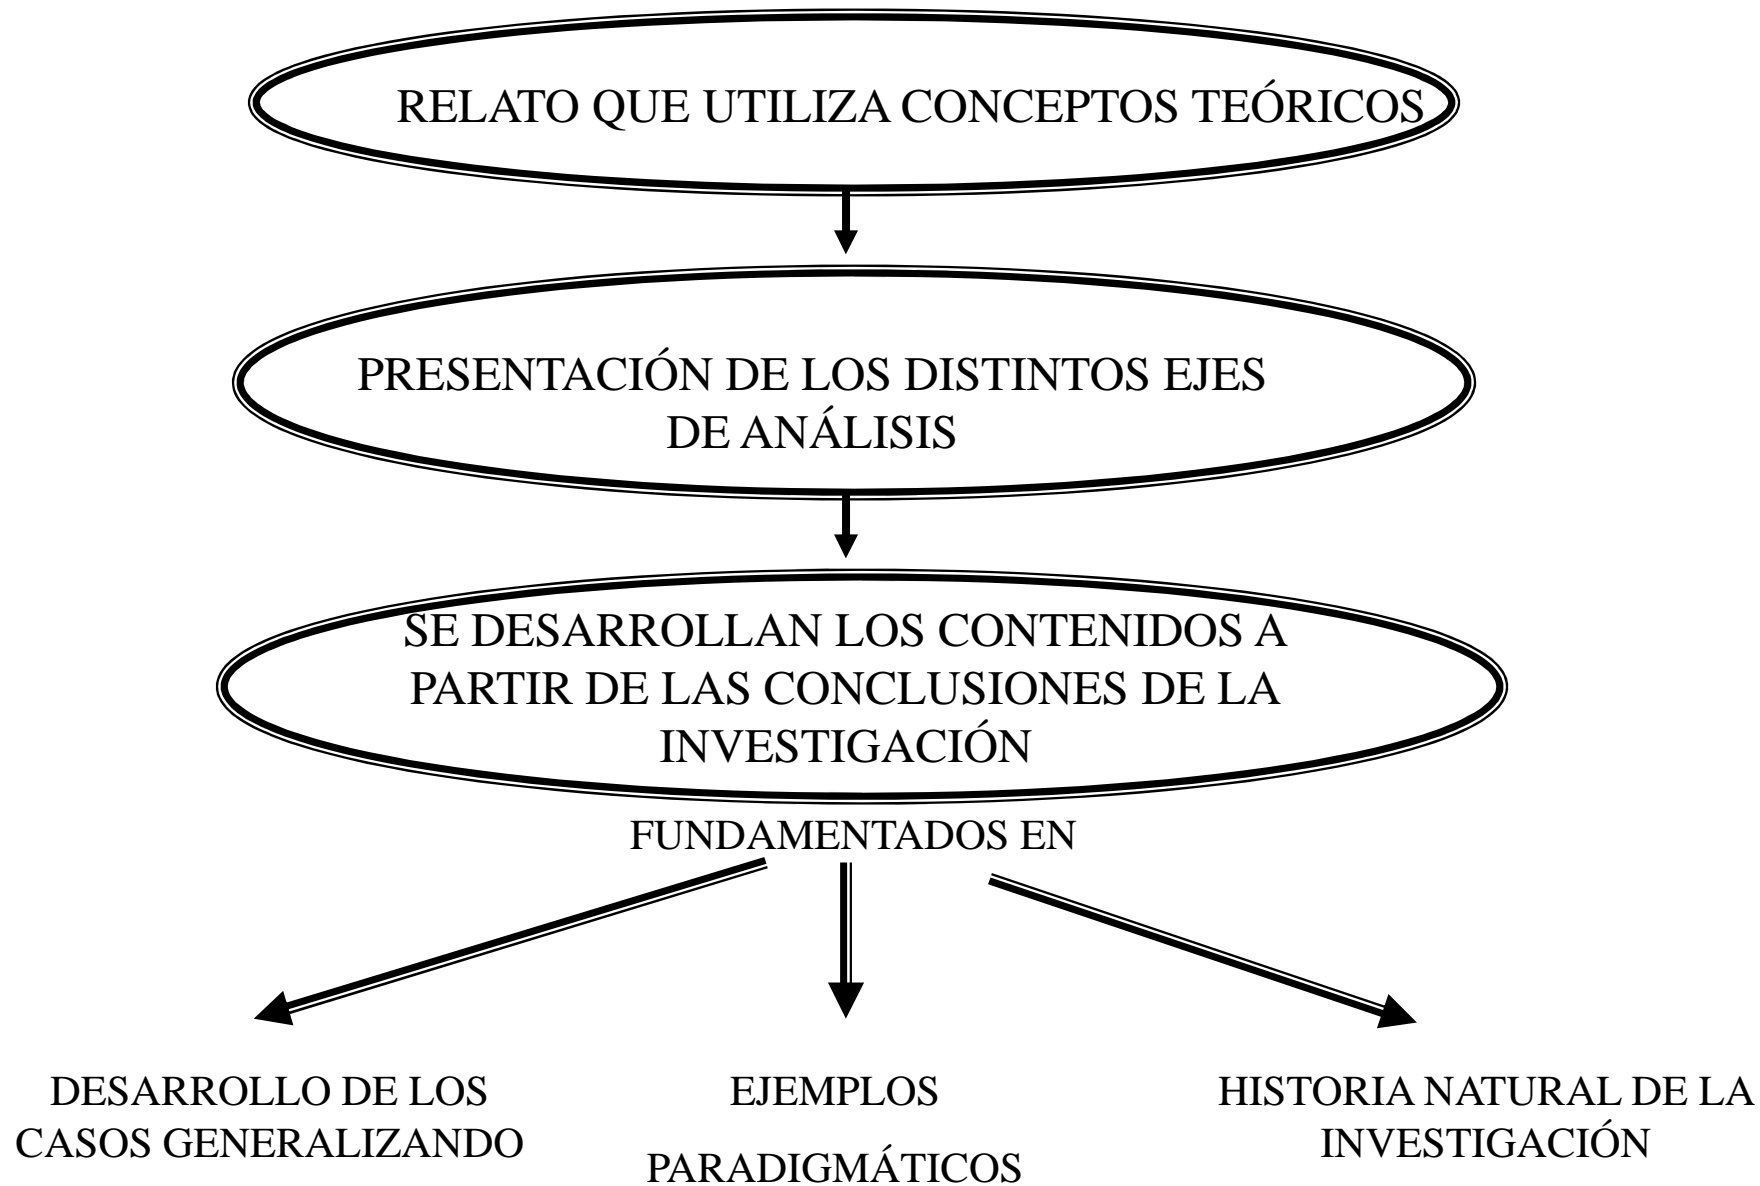 RELATO QUE UTILIZA CONCEPTOS TEÓRICOS
PRESENTACIÓN DE LOS DISTINTOS EJES
DE ANÁLISIS
SE DESARROLLAN LOS CONTENIDOS A
PARTIR DE LAS CONCLUSIONES DE LA
INVESTIGACIÓN
FUNDAMENTADOS EN
DESARROLLO DE LOS
CASOS GENERALIZANDO
EJEMPLOS
PARADIGMÁTICOS
HISTORIA NATURAL DE LA
INVESTIGACIÓN